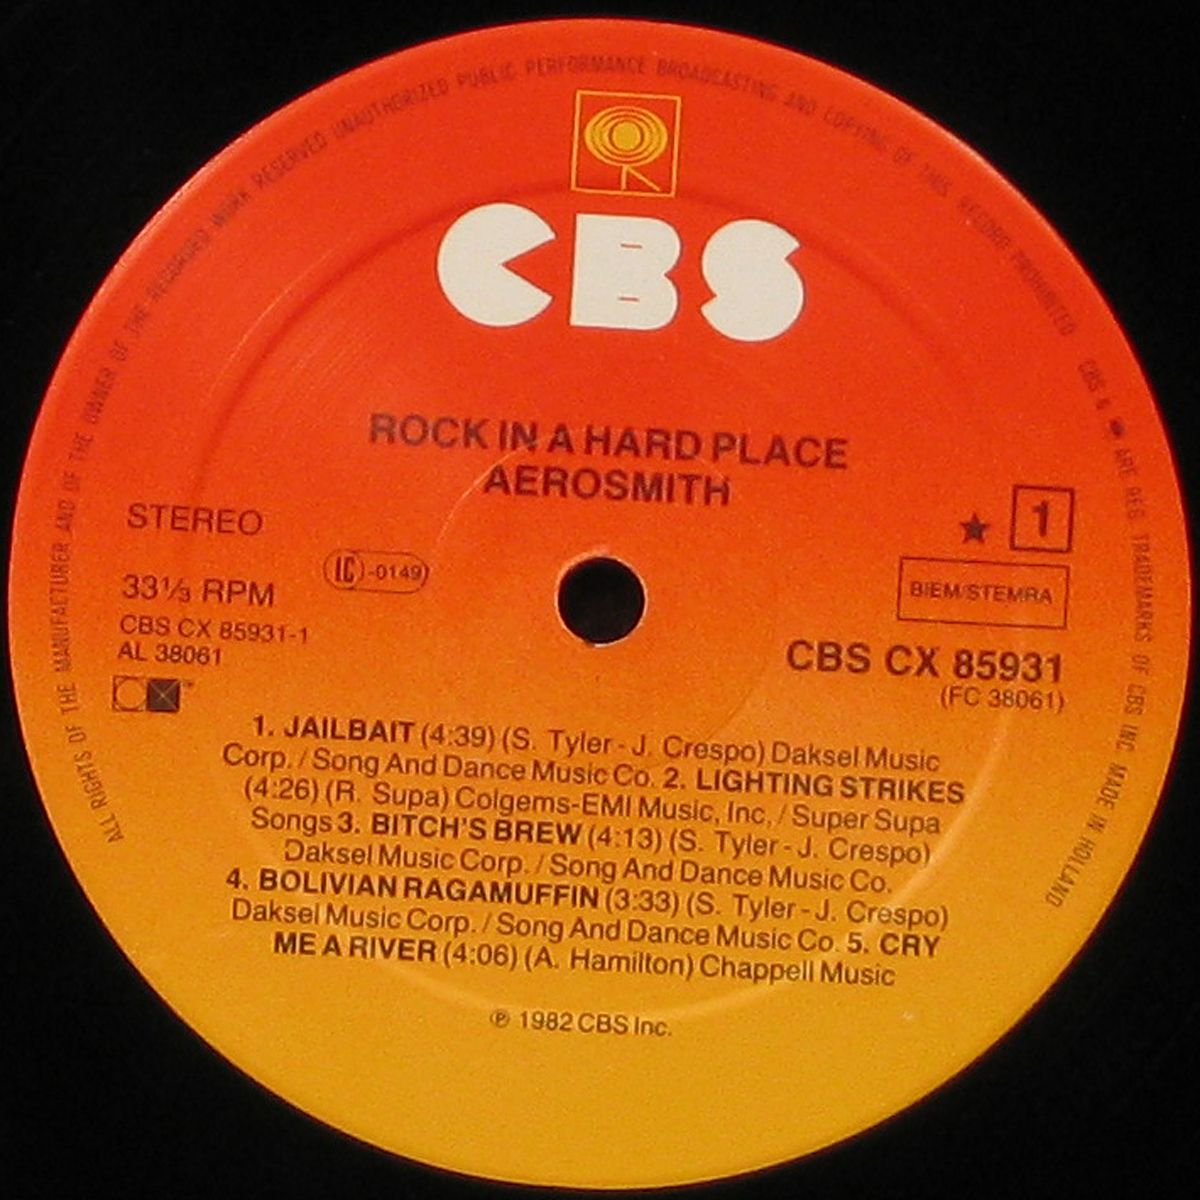 ALL RIGHTS OF THE MANUFACTURER AND OF THE OWNER OF THE RECORDED WORK RESERVED UNAUTHORIZED PUBLIC PERFORMANCE BROADCASTING AND COPYING OF THIS RECORD PROHIBITED CBS & ARE REG TRADEMARKS OF CBS INC MADE IN HOLLAND
CBS
ROCK IN A HARD PLACE
AEROSMITH
STEREO
★ 1
33⅓ RPM
LC-0149
BIEM/STEMRA
CBS CX 85931-1
AL 38061
CBS CX 85931
(FC 38061)
1. JAILBAIT (4:39) (S. Tyler - J. Crespo) Daksel Music
Corp. / Song And Dance Music Co. 2. LIGHTING STRIKES
(4:26) (R. Supa) Colgems-EMI Music, Inc. / Super Supa
Songs 3. BITCH'S BREW (4:13) (S. Tyler - J. Crespo)
Daksel Music Corp. / Song And Dance Music Co.
4. BOLIVIAN RAGAMUFFIN (3:33) (S. Tyler - J. Crespo)
Daksel Music Corp. / Song And Dance Music Co. 5. CRY
ME A RIVER (4:06) (A. Hamilton) Chappell Music
℗ 1982 CBS Inc.